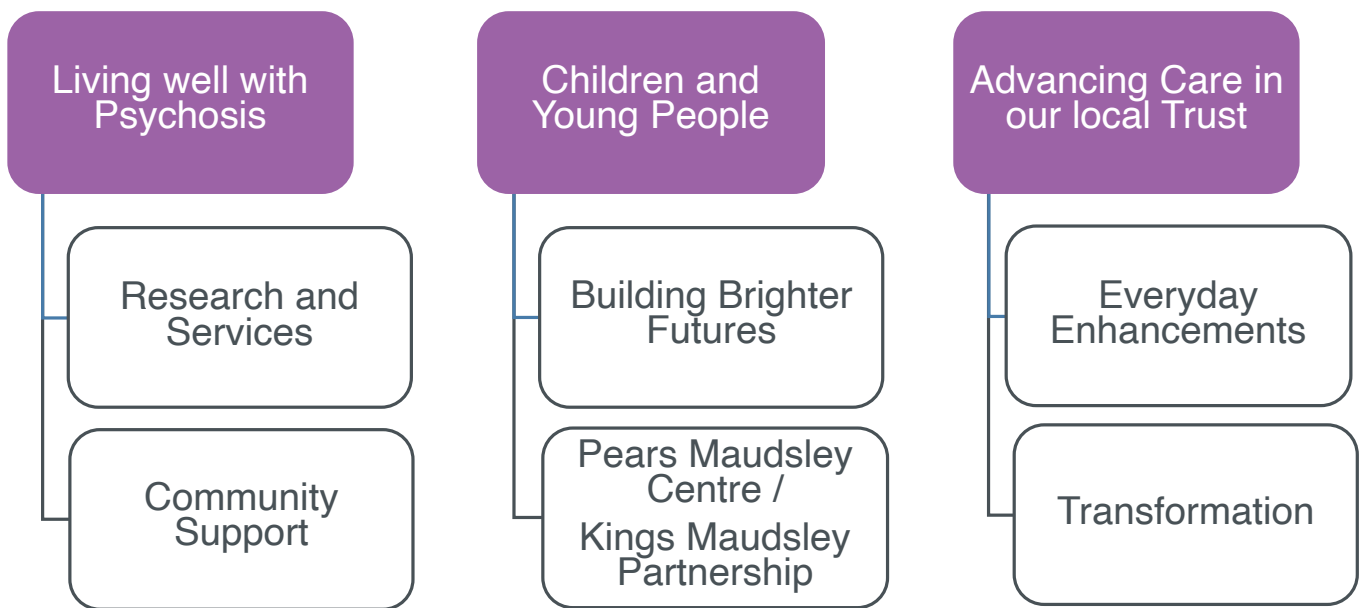 Living well with
Psychosis
Research and
Services
Community
Support
Children and
Young People
Building Brighter
Futures
Pears Maudsley
Centre /
Kings Maudsley
Partnership
Advancing Care in
our local Trust
Everyday
Enhancements
Transformation